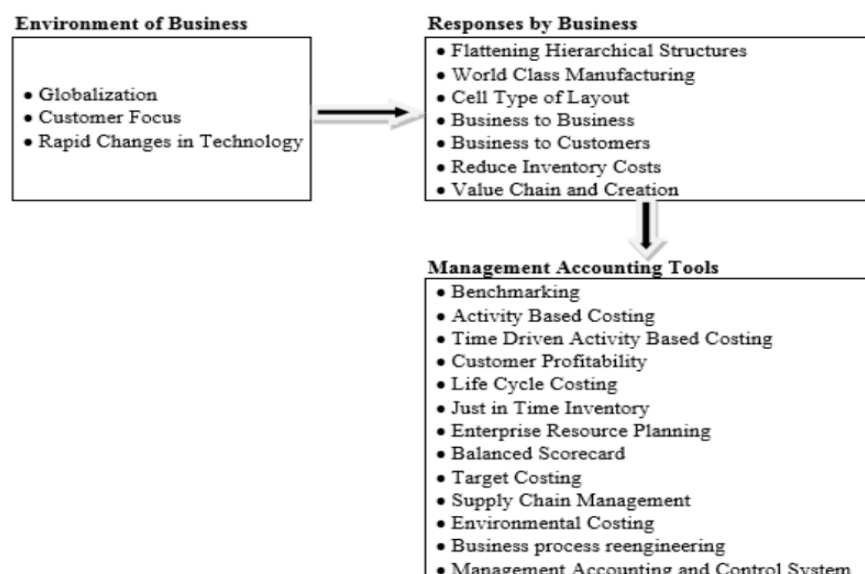 Environment of Business
• Globalization
• Customer Focus
• Rapid Changes in Technology
Responses by Business
• Flattening Hierarchical Structures
• World Class Manufacturing
• Cell Type of Layout
• Business to Business
• Business to Customers
• Reduce Inventory Costs
• Value Chain and Creation
Management Accounting Tools
• Benchmarking
• Activity Based Costing
• Time Driven Activity Based Costing
• Customer Profitability
• Life Cycle Costing
• Just in Time Inventory
• Enterprise Resource Planning
• Balanced Scorecard
• Target Costing
• Supply Chain Management
• Environmental Costing
• Business process reengineering
• Management Accounting and Control System